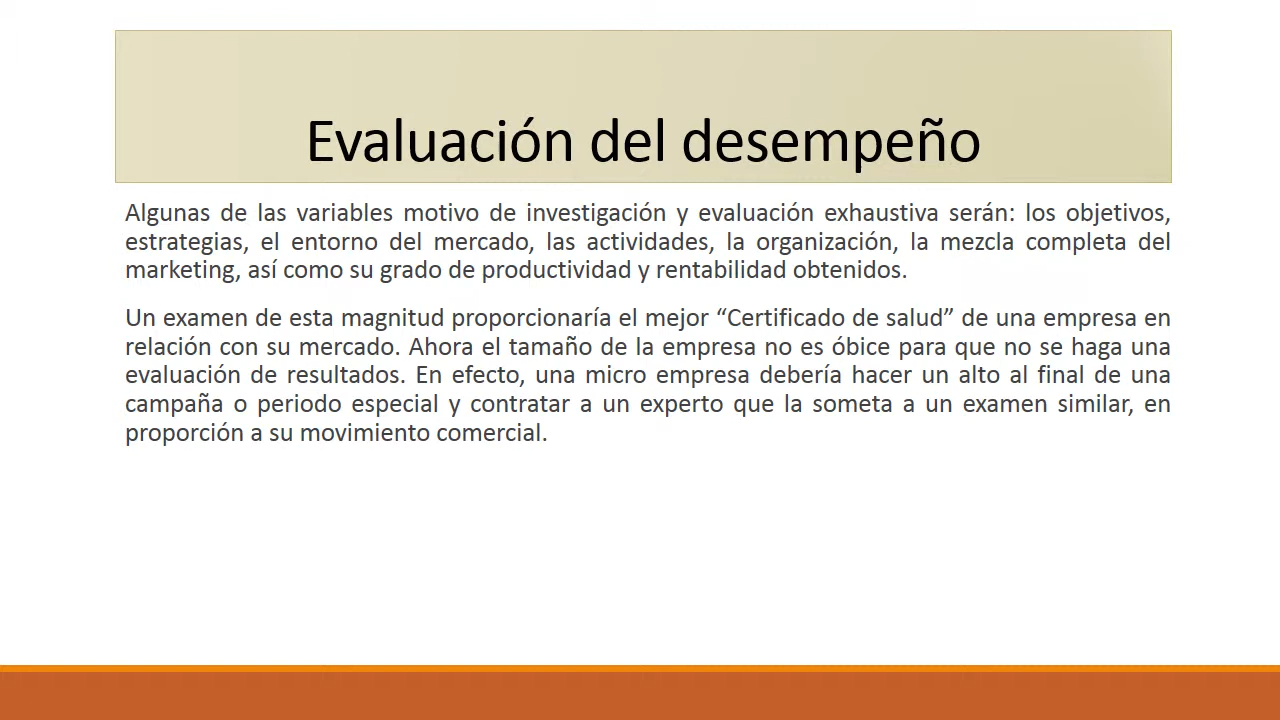 Evaluación del desempeño
Algunas de las variables motivo de investigación y evaluación exhaustiva serán: los objetivos,
estrategias, el entorno del mercado, las actividades, la organización, la mezcla completa del
marketing, así como su grado de productividad y rentabilidad obtenidos.
Un examen de esta magnitud proporcionaría el mejor “Certificado de salud” de una empresa en
relación con su mercado. Ahora el tamaño de la empresa no es óbice para que no se haga una
evaluación de resultados. En efecto, una micro empresa debería hacer un alto al final de una
campaña o periodo especial y contratar a un experto que la someta a un examen similar, en
proporción a su movimiento comercial.